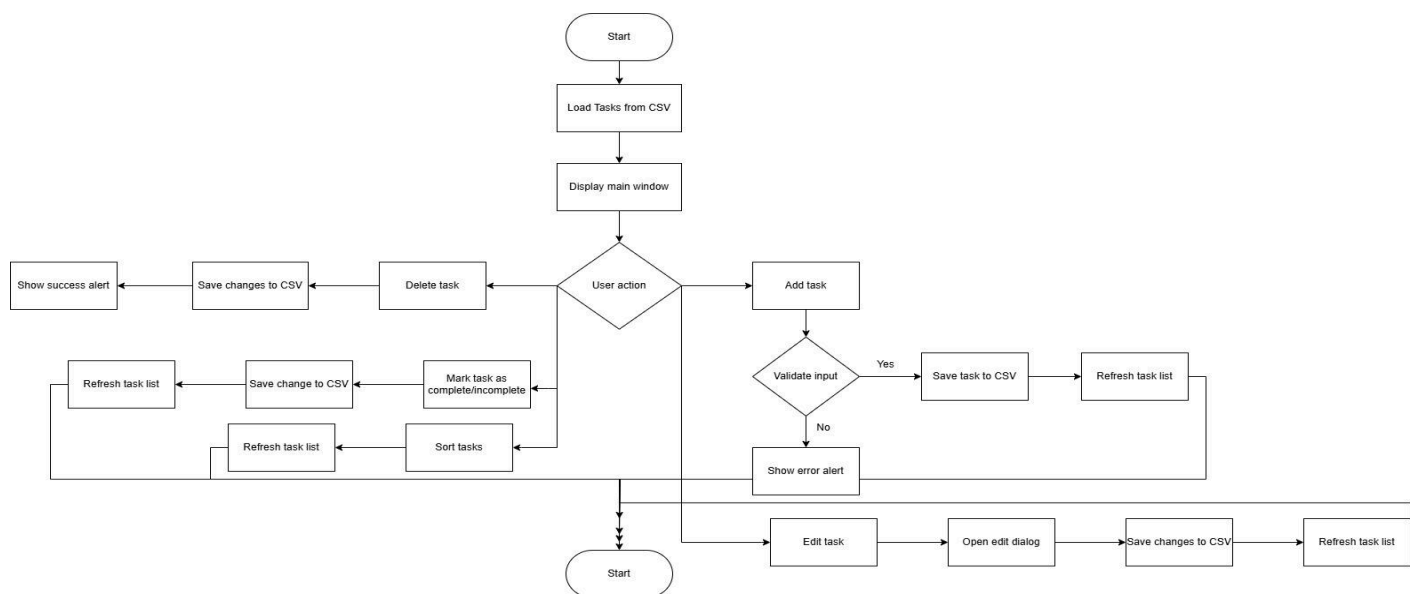 Start
Load Tasks from CSV
Display main window
User action
Show success alert
Save changes to CSV
Delete task
Add task
Refresh task list
Save change to CSV
Mark task as
complete/incomplete
Validate input
Yes
Save task to CSV
Refresh task list
No
Refresh task list
Sort tasks
Show error alert
Edit task
Open edit dialog
Save changes to CSV
Refresh task list
Start